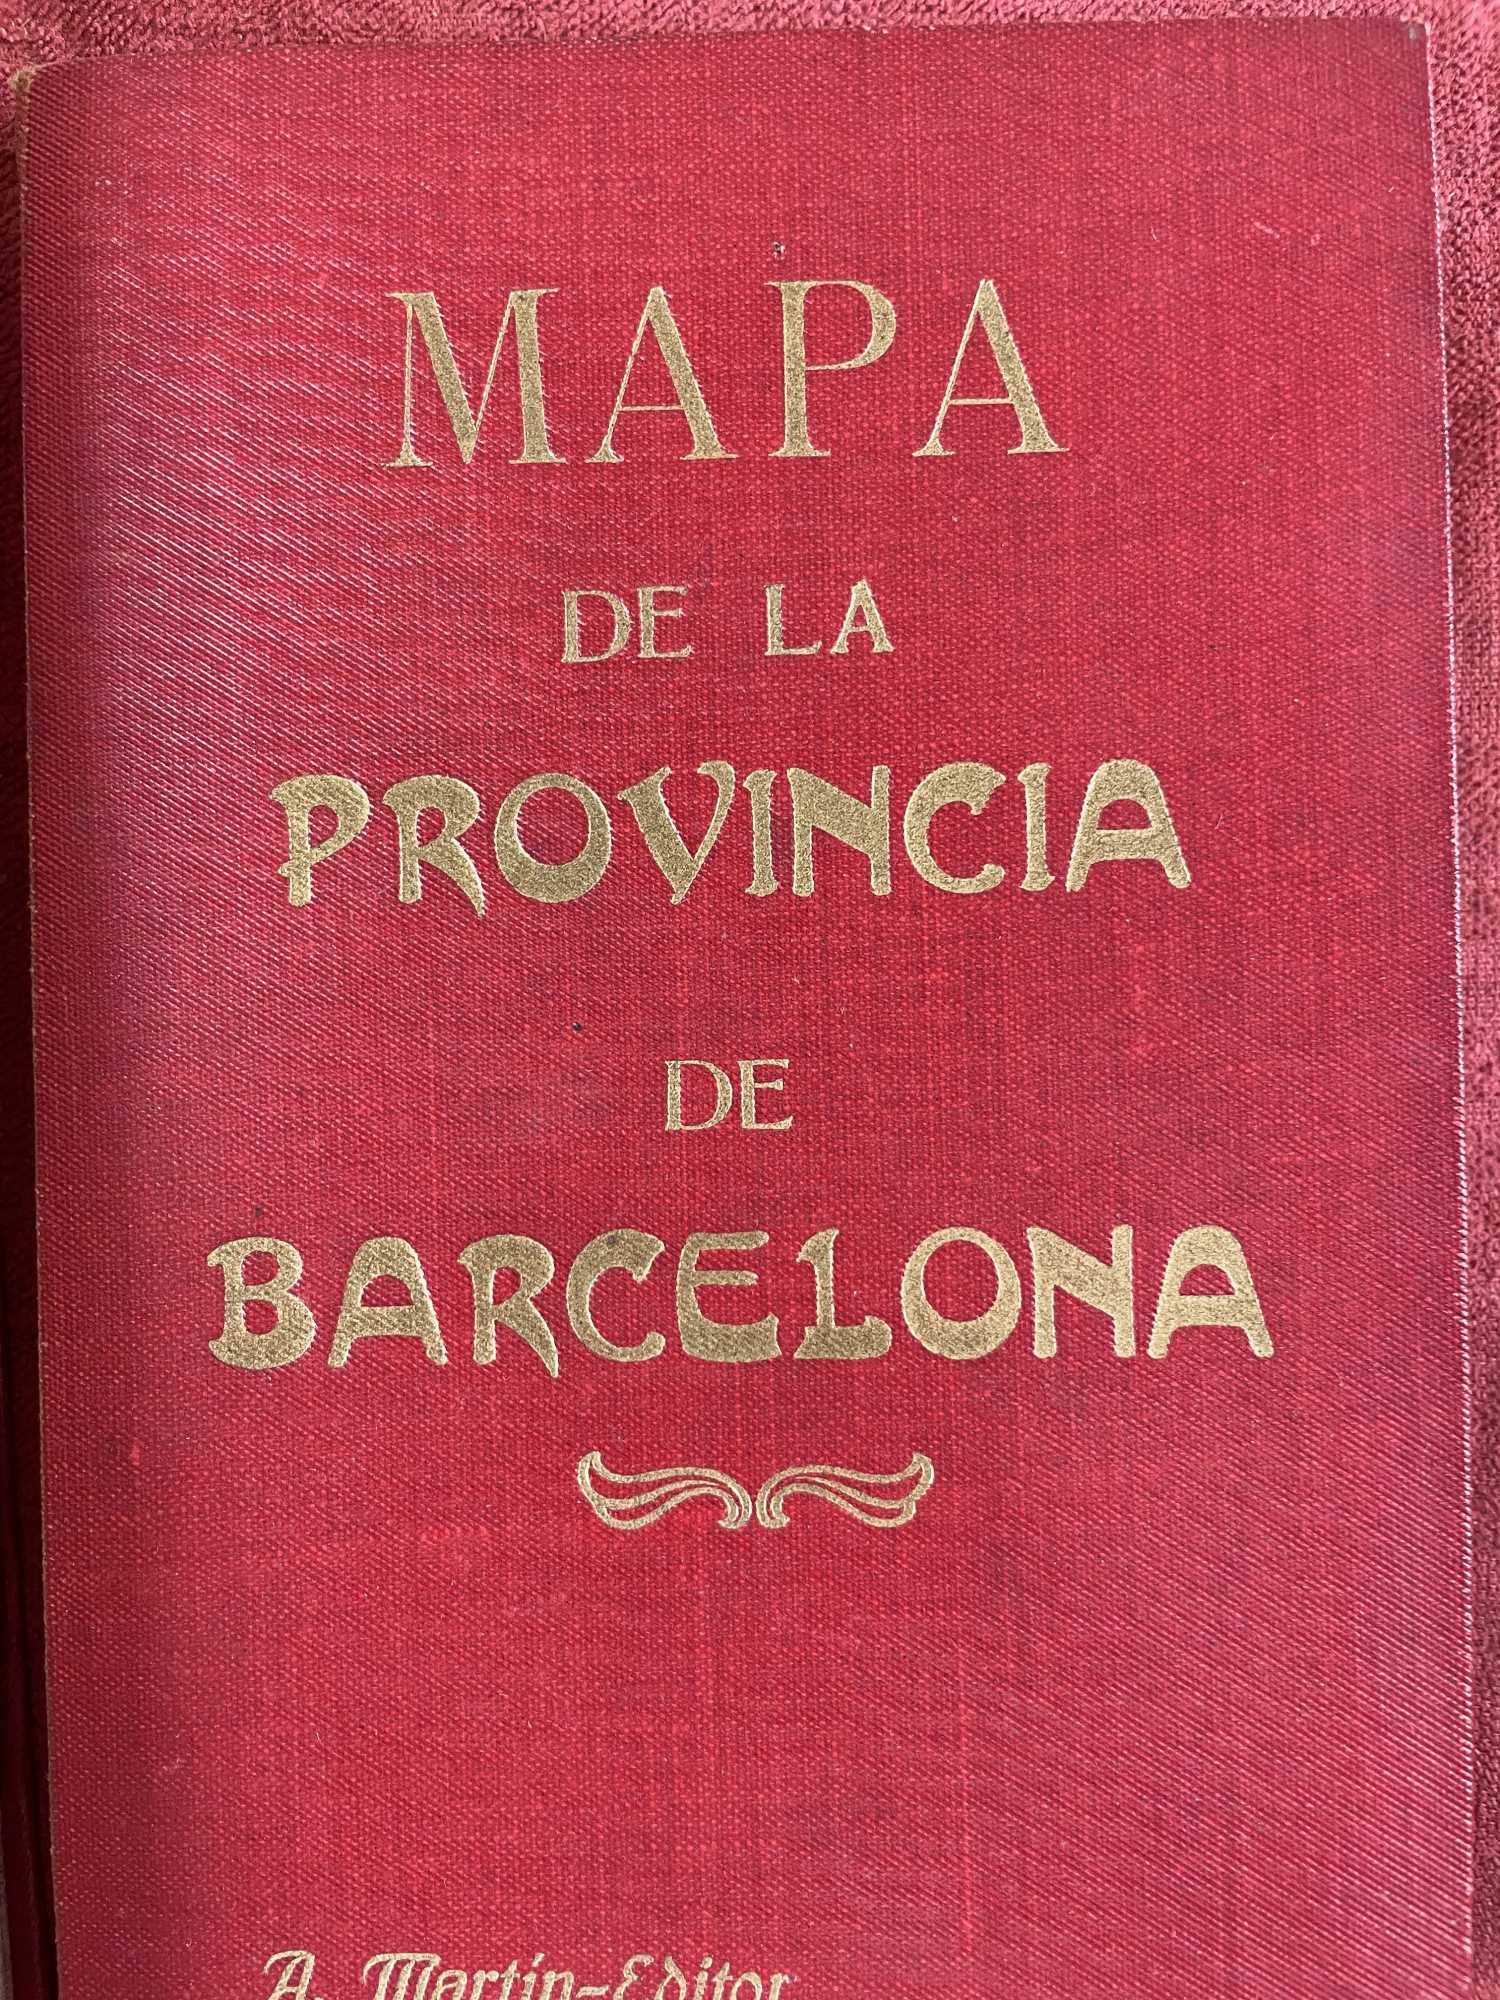 MAPA
DE LA
PROVINCIA
DE
BARCELONA
A. Martín-Editor